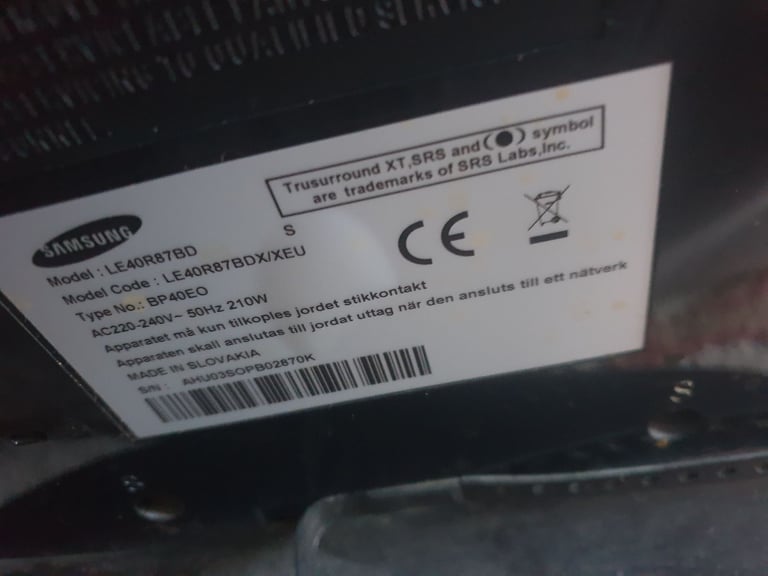 Trusurround XT,SRS and (●) symbol
are trademarks of SRS Labs,Inc.
SAMSUNG
S
Model : LE40R87BD
Model Code : LE40R87BDX/XEU
Type No.: BP40EO
AC220-240V~ 50Hz 210W
Apparatet må kun tilkoples jordet stikkontakt
Apparaten skall anslutas till jordat uttag när den ansluts till ett nätverk
MADE IN SLOVAKIA
S/N : AHU03SOPB02870K